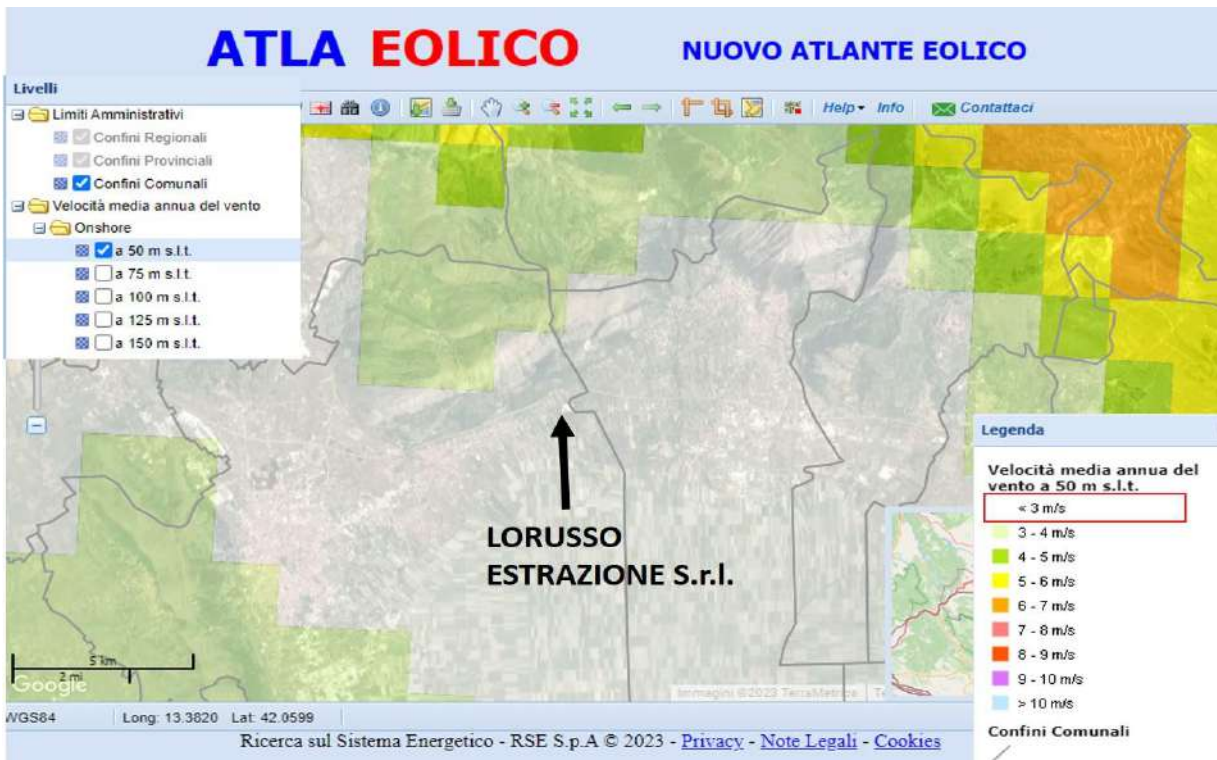 ATLA EOLICO
NUOVO ATLANTE EOLICO
Livelli
Limiti Amministrativi
Confini Regionali
Confini Provinciali
Confini Comunali
Velocità media annua del vento
Onshore
a 50 m s.l.t.
a 75 m s.l.t.
a 100 m s.l.t.
a 125 m s.l.t.
a 150 m s.l.t.
Help Info Contattaci
LORUSSO
ESTRAZIONE S.r.l.
Legenda
Velocità media annua del
vento a 50 m s.l.t.
< 3 m/s
3 - 4 m/s
4 - 5 m/s
5 - 6 m/s
6 - 7 m/s
7 - 8 m/s
8 - 9 m/s
9 - 10 m/s
> 10 m/s
Confini Comunali
5 km
2 mi
Google
Immagini ©2023 TerraMetrics
WGS84 Long: 13.3820 Lat: 42.0599
Ricerca sul Sistema Energetico - RSE S.p.A © 2023 - Privacy - Note Legali - Cookies